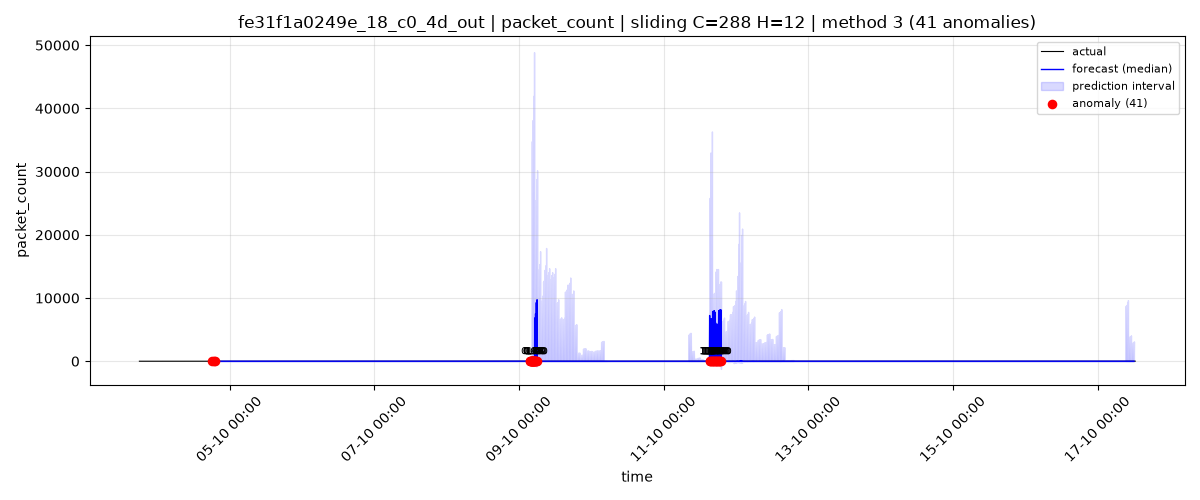 fe31f1a0249e_18_c0_4d_out | packet_count | sliding C=288 H=12 | method 3 (41 anomalies)
actual
forecast (median)
prediction interval
anomaly (41)
packet_count
50000
40000
30000
20000
10000
0
05-10 00:00
07-10 00:00
09-10 00:00
11-10 00:00
13-10 00:00
15-10 00:00
17-10 00:00
time